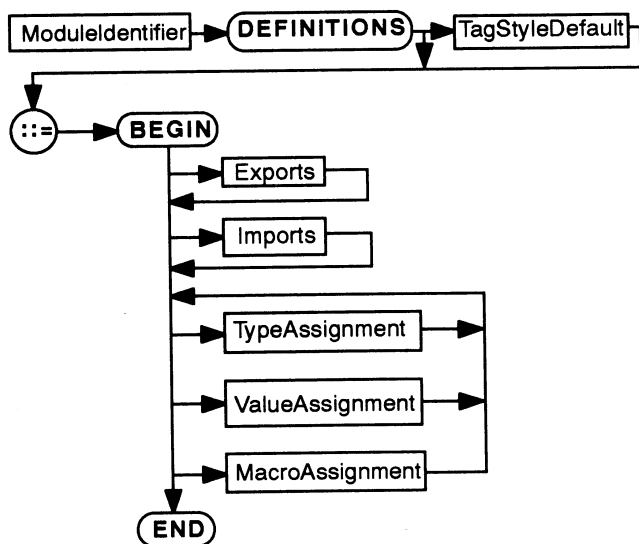 ModuleIdentifier DEFINITIONS TagStyleDefault
::= BEGIN
Exports
Imports
TypeAssignment
ValueAssignment
MacroAssignment
END